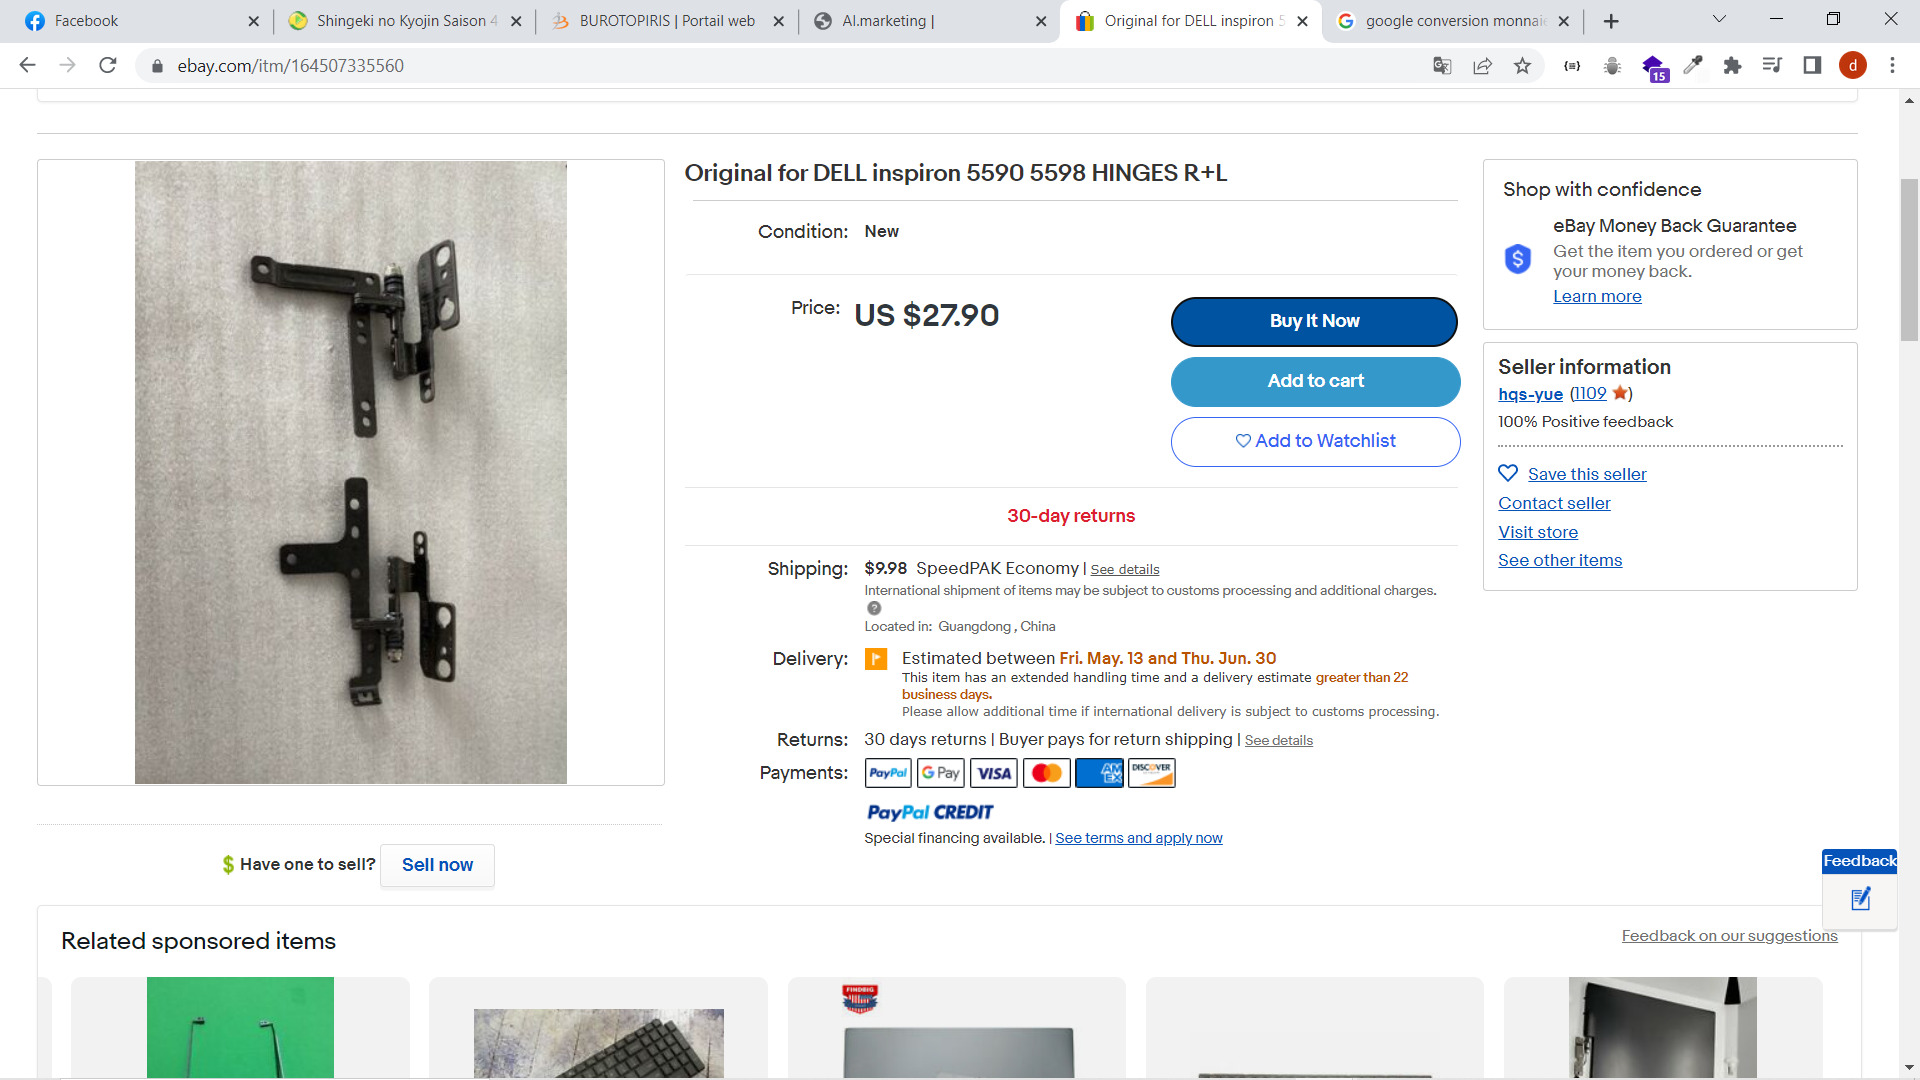 Facebook
Shingeki no Kyojin Saison 4
BUROTOPIRIS | Portail web
AI.marketing |
Original for DELL inspiron 5
google conversion monnaie
ebay.com/itm/164507335560
15
d
Original for DELL inspiron 5590 5598 HINGES R+L
Condition: New
Price: US $27.90
Buy It Now
Add to cart
Add to Watchlist
30-day returns
Shipping: $9.98 SpeedPAK Economy | See details
International shipment of items may be subject to customs processing and additional charges.
?
Located in: Guangdong, China
Delivery: Estimated between Fri. May. 13 and Thu. Jun. 30
This item has an extended handling time and a delivery estimate greater than 22
business days.
Please allow additional time if international delivery is subject to customs processing.
Returns: 30 days returns | Buyer pays for return shipping | See details
Payments: PayPal G Pay VISA AM EX DISCOVER
PayPal CREDIT
Special financing available. | See terms and apply now
Shop with confidence
eBay Money Back Guarantee
Get the item you ordered or get
your money back.
Learn more
Seller information
hqs-yue (1109)
100% Positive feedback
Save this seller
Contact seller
Visit store
See other items
$ Have one to sell? Sell now
Feedback
Related sponsored items
Feedback on our suggestions
FINDBIG